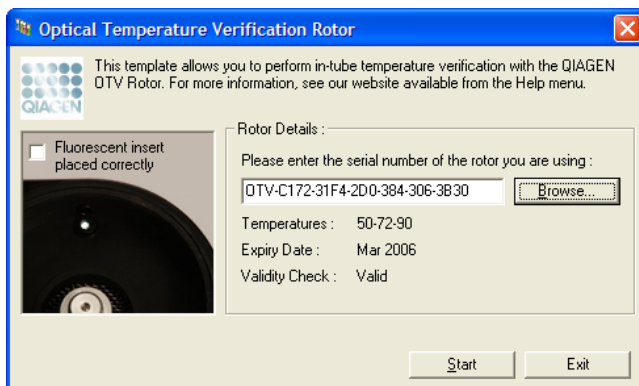 Optical Temperature Verification Rotor
This template allows you to perform in-tube temperature verification with the QIAGEN
OTV Rotor. For more information, see our website available from the Help menu.
QIAGEN
Fluorescent insert
placed correctly
Rotor Details :
Please enter the serial number of the rotor you are using :
OTV-C172-31F4-2D0-384-306-3B30
Browse...
Temperatures : 50-72-90
Expiry Date : Mar 2006
Validity Check : Valid
Start Exit